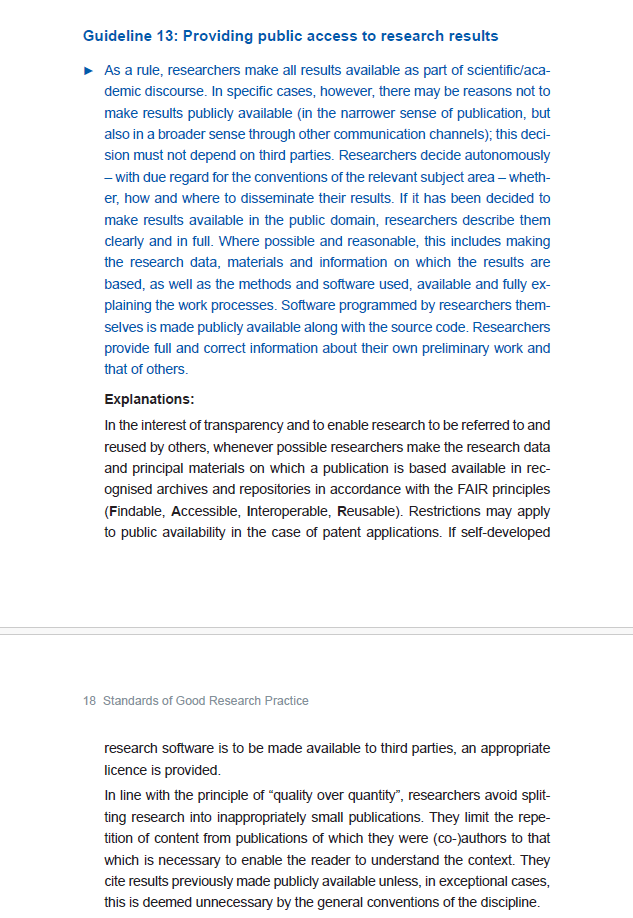 Guideline 13: Providing public access to research results
► As a rule, researchers make all results available as part of scientific/aca-
demic discourse. In specific cases, however, there may be reasons not to
make results publicly available (in the narrower sense of publication, but
also in a broader sense through other communication channels); this deci-
sion must not depend on third parties. Researchers decide autonomously
– with due regard for the conventions of the relevant subject area – wheth-
er, how and where to disseminate their results. If it has been decided to
make results available in the public domain, researchers describe them
clearly and in full. Where possible and reasonable, this includes making
the research data, materials and information on which the results are
based, as well as the methods and software used, available and fully ex-
plaining the work processes. Software programmed by researchers them-
selves is made publicly available along with the source code. Researchers
provide full and correct information about their own preliminary work and
that of others.
Explanations:
In the interest of transparency and to enable research to be referred to and
reused by others, whenever possible researchers make the research data
and principal materials on which a publication is based available in rec-
ognised archives and repositories in accordance with the FAIR principles
(Findable, Accessible, Interoperable, Reusable). Restrictions may apply
to public availability in the case of patent applications. If self-developed
18 Standards of Good Research Practice
research software is to be made available to third parties, an appropriate
licence is provided.
In line with the principle of “quality over quantity”, researchers avoid split-
ting research into inappropriately small publications. They limit the repe-
tition of content from publications of which they were (co-)authors to that
which is necessary to enable the reader to understand the context. They
cite results previously made publicly available unless, in exceptional cases,
this is deemed unnecessary by the general conventions of the discipline.